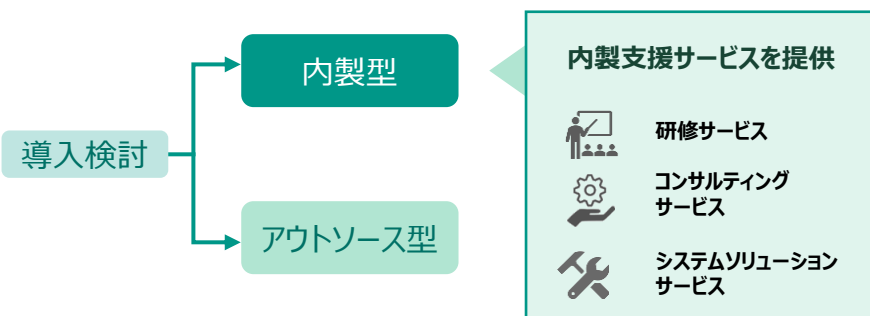 導入検討
内製型
アウトソース型
内製支援サービスを提供
研修サービス
コンサルティング
サービス
システムソリューション
サービス